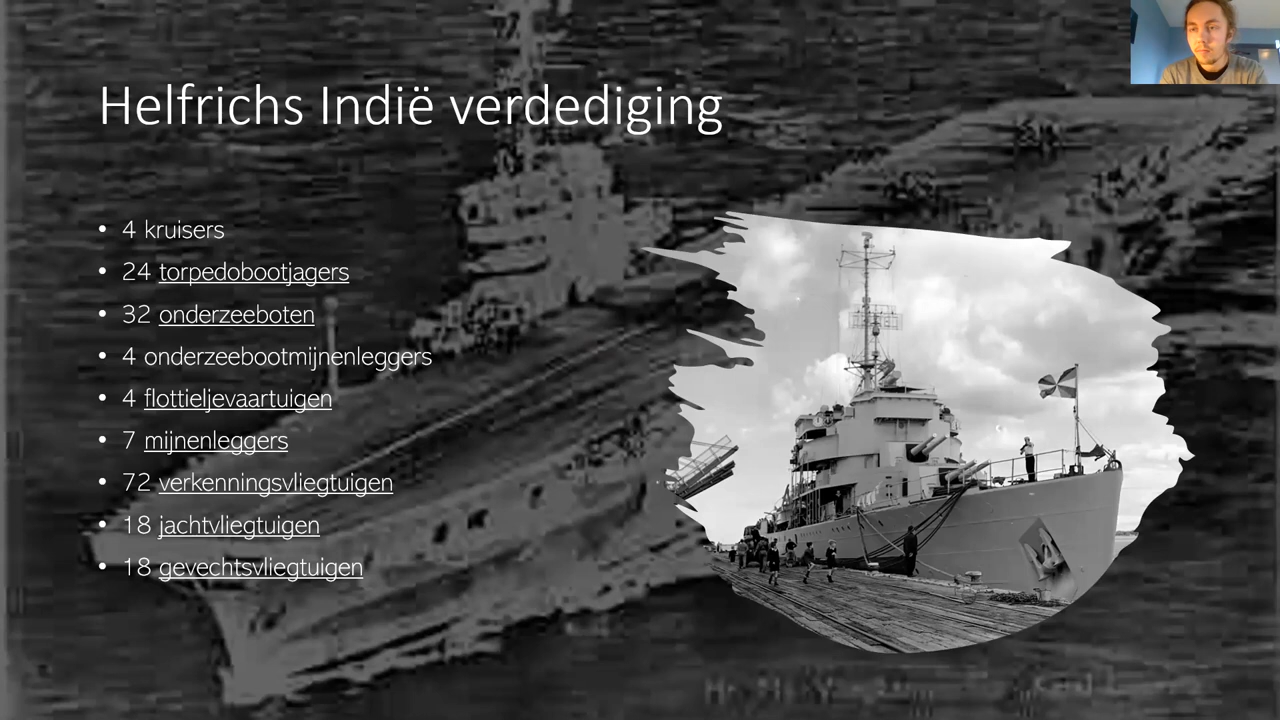 Helfrichs Indië verdediging
• 4 kruisers
• 24 torpedobootjagers
• 32 onderzeeboten
• 4 onderzeebootmijnenleggers
• 4 flottieljevaartuigen
• 7 mijnenleggers
• 72 verkenningsvliegtuigen
• 18 jachtvliegtuigen
• 18 gevechtsvliegtuigen